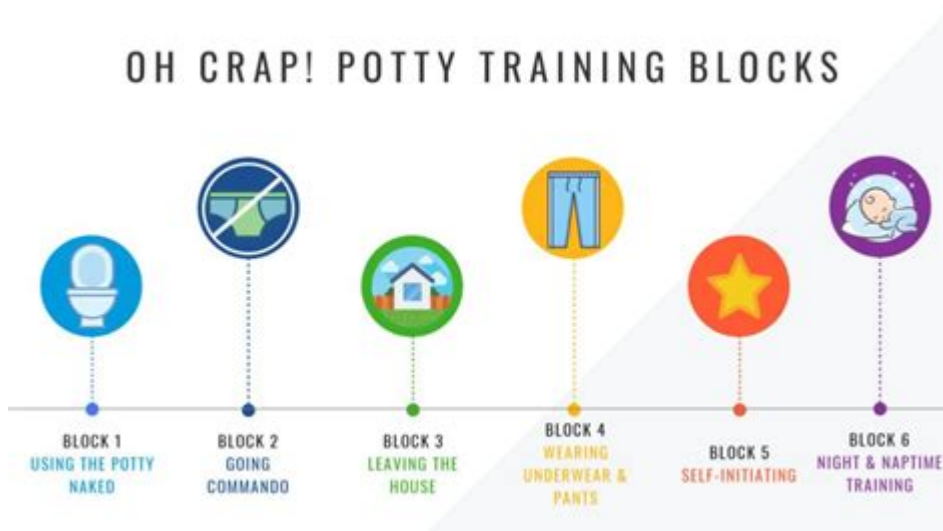 OH CRAP! POTTY TRAINING BLOCKS
BLOCK 1
USING THE POTTY
NAKED
BLOCK 2
GOING
COMMANDO
BLOCK 3
LEAVING THE
HOUSE
BLOCK 4
WEARING
UNDERWEAR &
PANTS
BLOCK 5
SELF-INITIATING
BLOCK 6
NIGHT & NAPTIME
TRAINING